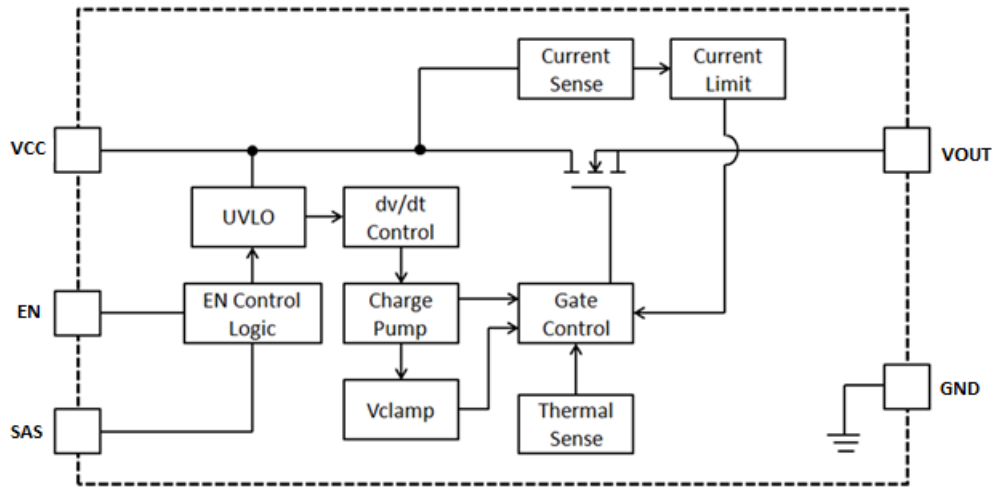 Current
Sense
Current
Limit
VCC
VOUT
UVLO
dv/dt
Control
EN
EN Control
Logic
Charge
Pump
Gate
Control
GND
SAS
Vclamp
Thermal
Sense